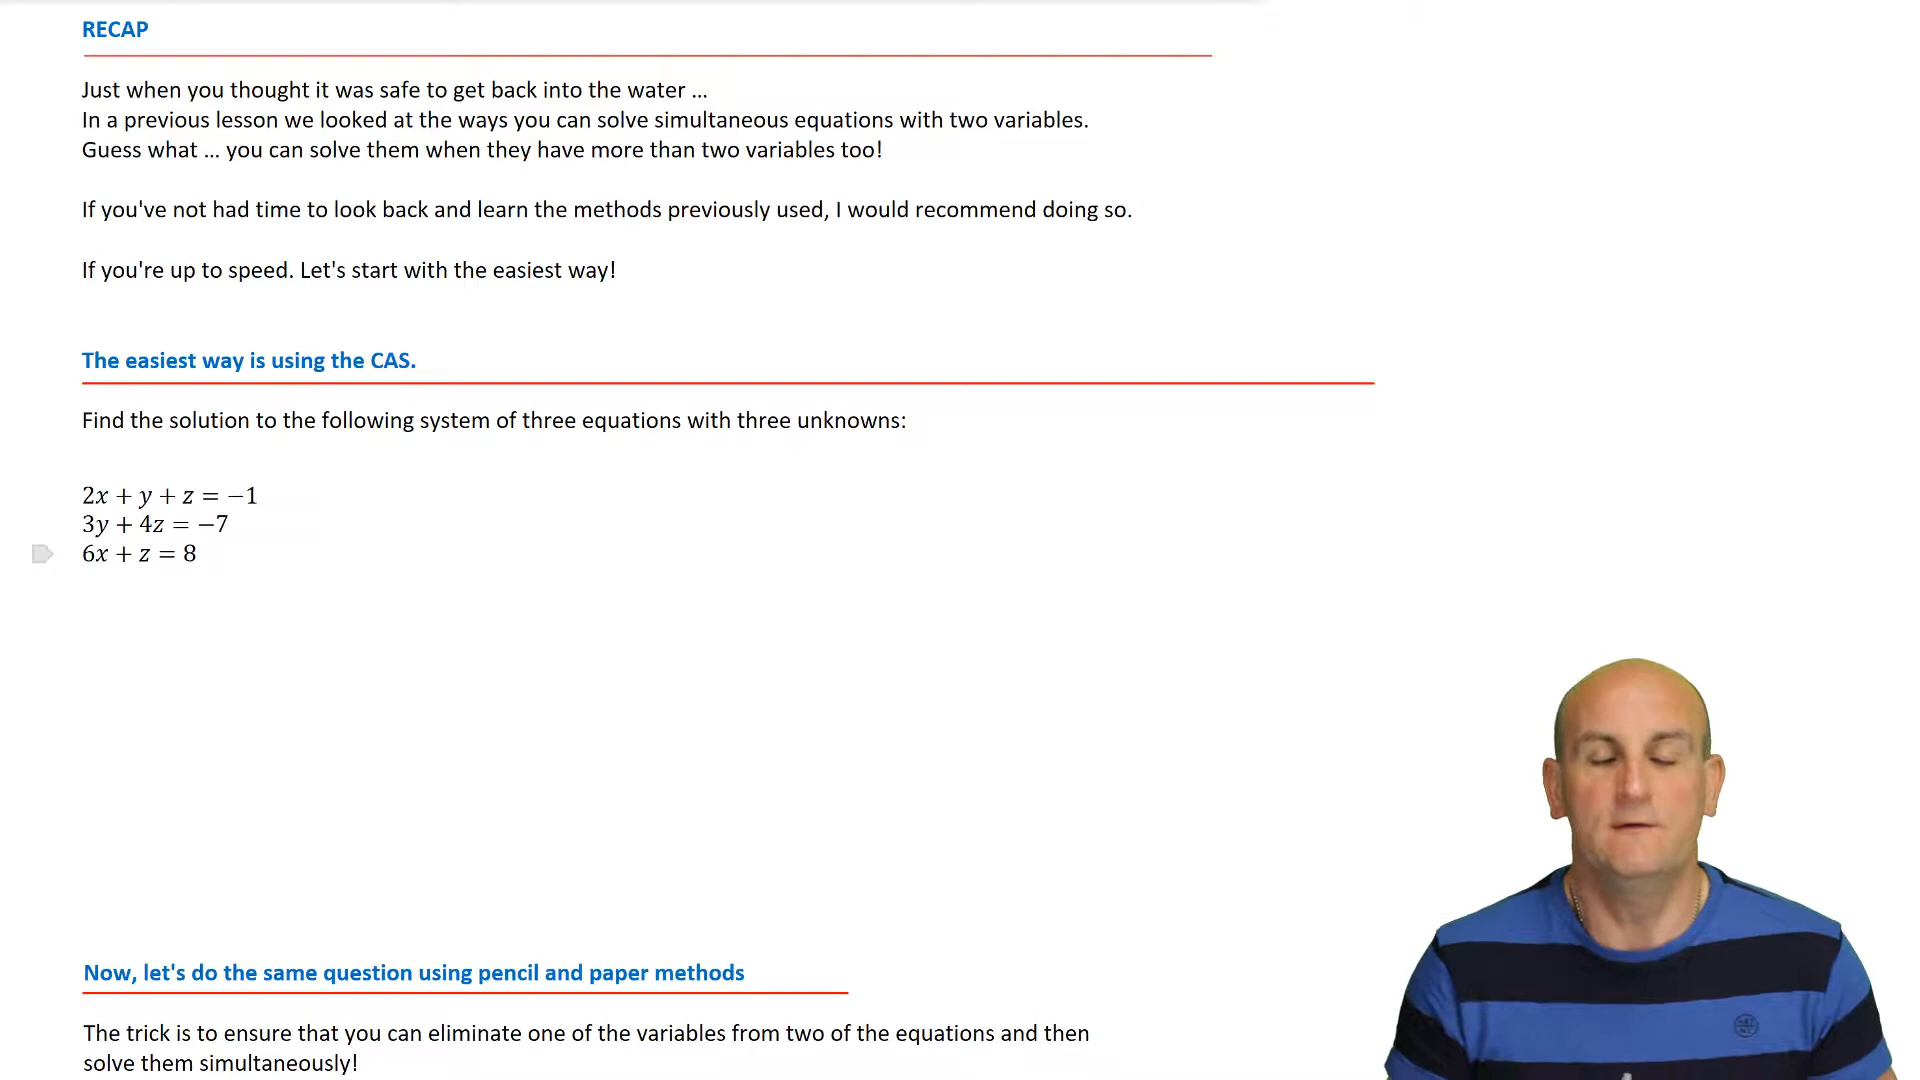 RECAP
Just when you thought it was safe to get back into the water ...
In a previous lesson we looked at the ways you can solve simultaneous equations with two variables.
Guess what ... you can solve them when they have more than two variables too!
If you've not had time to look back and learn the methods previously used, I would recommend doing so.
If you're up to speed. Let's start with the easiest way!
The easiest way is using the CAS.
Find the solution to the following system of three equations with three unknowns:
2x + y + z = −1
3y + 4z = −7
6x + z = 8
Now, let's do the same question using pencil and paper methods
The trick is to ensure that you can eliminate one of the variables from two of the equations and then
solve them simultaneously!